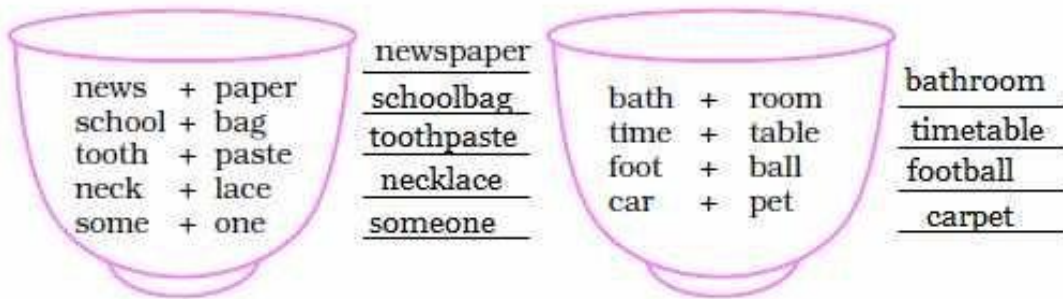 news + paper
school + bag
tooth + paste
neck + lace
some + one
newspaper
schoolbag
toothpaste
necklace
someone
bath + room
time + table
foot + ball
car + pet
bathroom
timetable
football
carpet